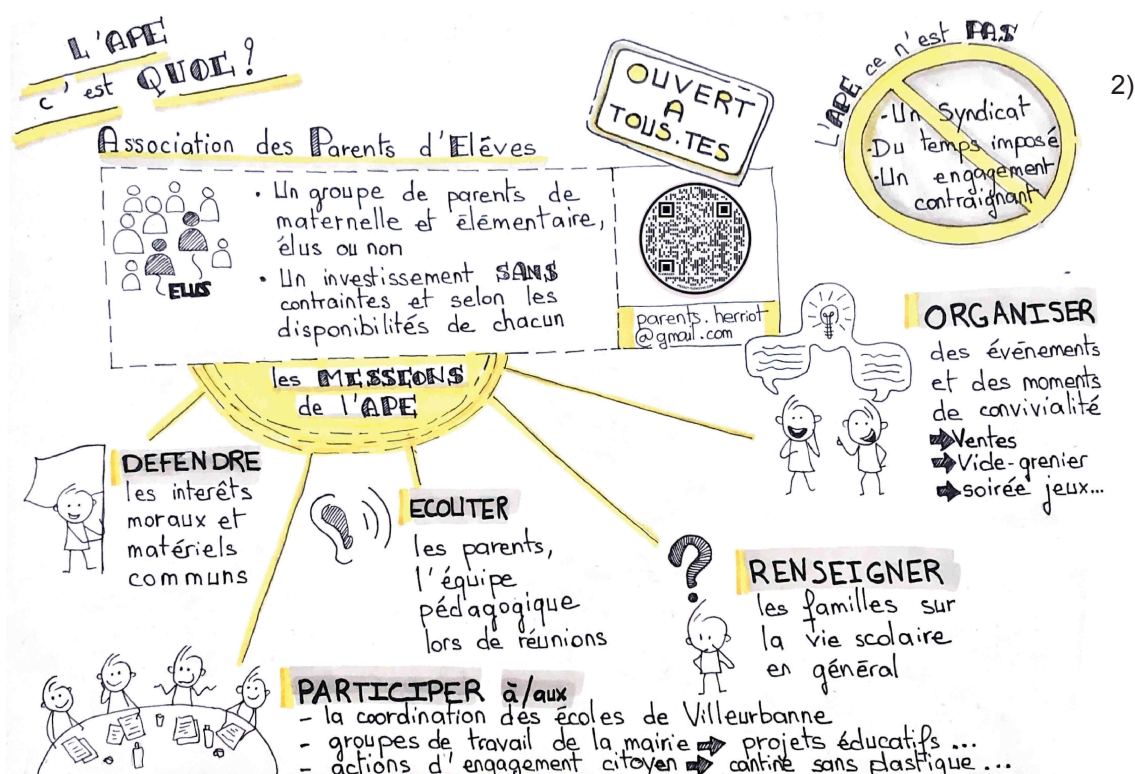 L'APE
c'est QUOI?
Association des Parents d'Elèves
• Un groupe de parents de
maternelle et élémentaire,
élus ou non
• Un investissement SANS
contraintes et selon les
disponibilités de chacun
ELUS
OUVERT
A
TOUS.TES
parents.herriot
@gmail.com
L'APE ce n'est PAS
-Un Syndicat
-Du temps imposé
-Un engagement
contraignant
2)
les MISSIONS
de l'APE
DEFENDRE
les interêts
moraux et
matériels
communs
ECOUTER
les parents,
l'équipe
pédagogique
lors de réunions
ORGANISER
des événements
et des moments
de convivialité
➡Ventes
➡Vide-grenier
➡soirée jeux...
RENSEIGNER
les familles sur
la vie scolaire
en général
PARTICIPER à/aux
- la coordination des écoles de Villeurbanne
- groupes de travail de la mairie ➡ projets éducatifs ...
- actions d'engagement citoyen ➡ cantine sans plastique ...